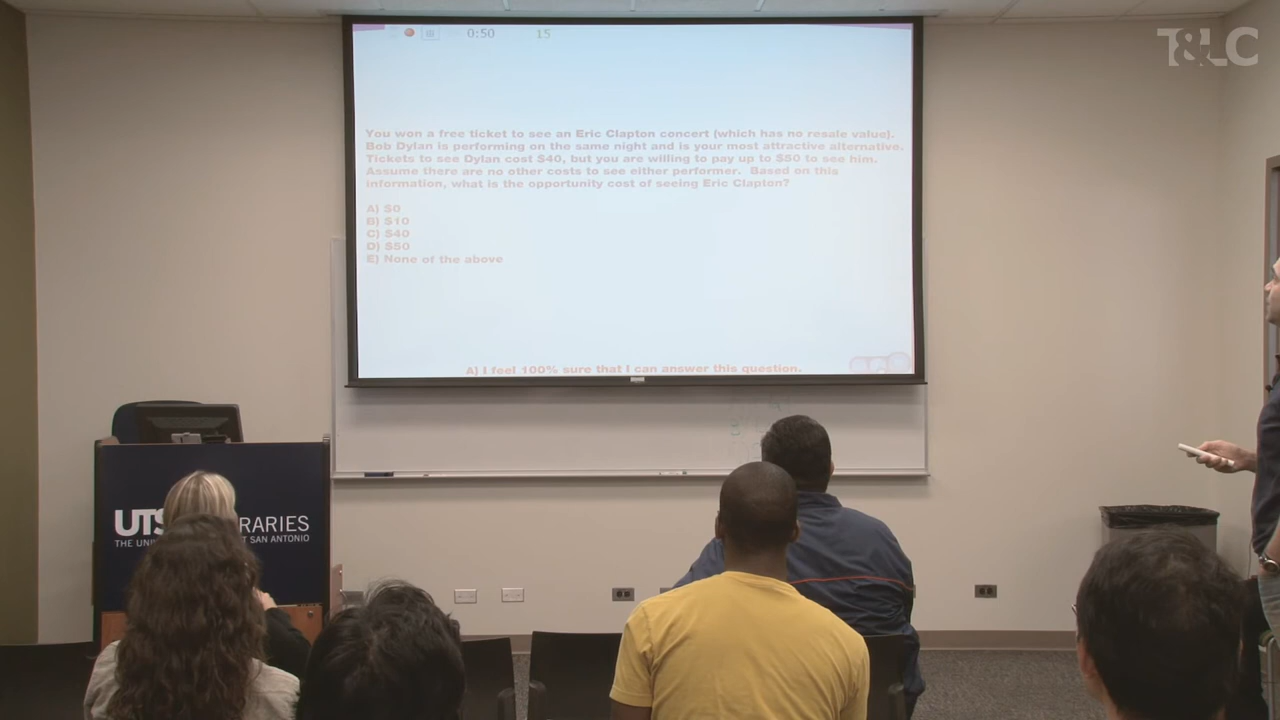 T&LC
0:50 15
You won a free ticket to see an Eric Clapton concert (which has no resale value).
Bob Dylan is performing on the same night and is your most attractive alternative.
Tickets to see Dylan cost $40, but you are willing to pay up to $50 to see him.
Assume there are no other costs to see either performer. Based on this
information, what is the opportunity cost of seeing Eric Clapton?
A) $0
B) $10
C) $40
D) $50
E) None of the above
A) I feel 100% sure that I can answer this question.
UTS RARIES
THE UNI T SAN ANTONIO